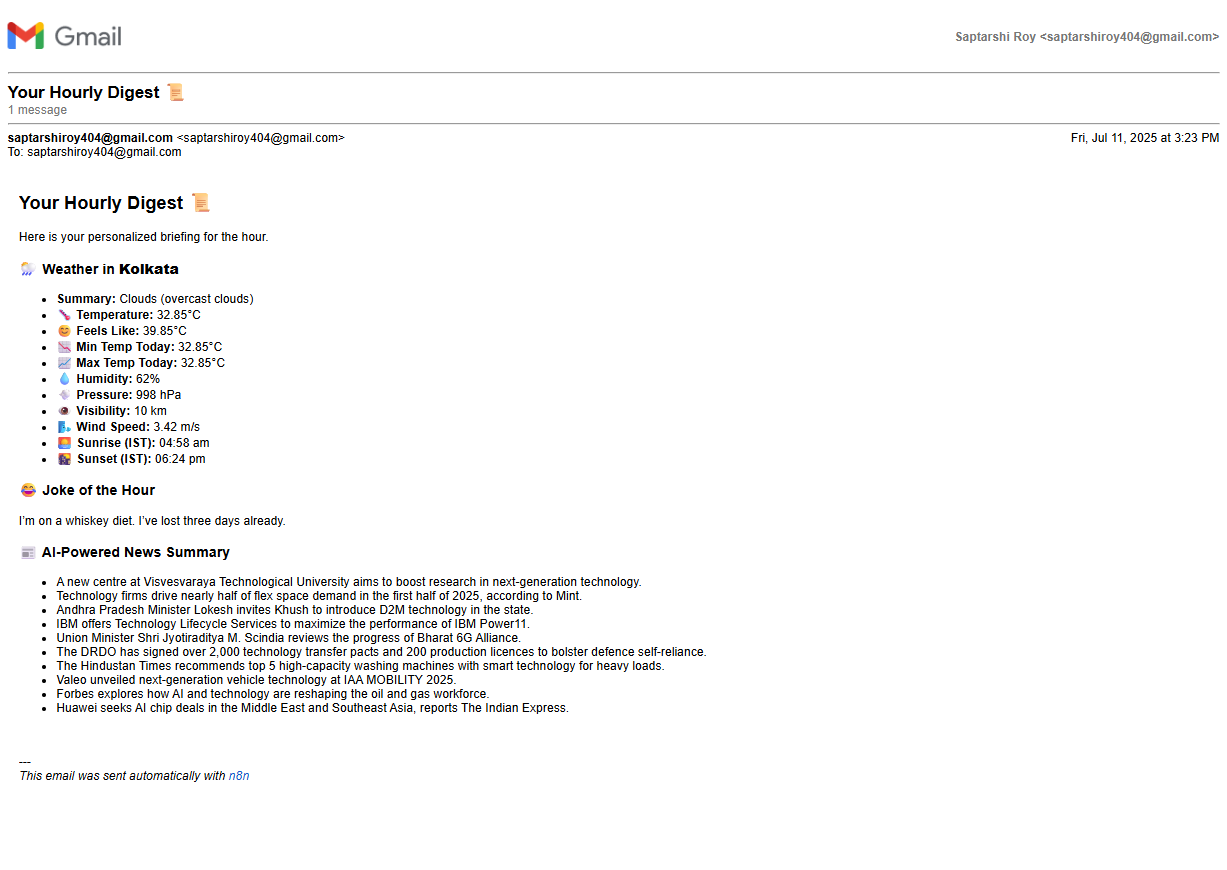 Gmail
Saptarshi Roy <saptarshiroy404@gmail.com>
Your Hourly Digest 📜
1 message
saptarshiroy404@gmail.com <saptarshiroy404@gmail.com>
Fri, Jul 11, 2025 at 3:23 PM
To: saptarshiroy404@gmail.com
Your Hourly Digest 📜
Here is your personalized briefing for the hour.
🌦️ Weather in Kolkata
• Summary: Clouds (overcast clouds)
• 🌡️ Temperature: 32.85°C
• 😊 Feels Like: 39.85°C
• 📉 Min Temp Today: 32.85°C
• 📈 Max Temp Today: 32.85°C
• 💧 Humidity: 62%
• 💨 Pressure: 998 hPa
• 👁️ Visibility: 10 km
• 🌬️ Wind Speed: 3.42 m/s
• 🌅 Sunrise (IST): 04:58 am
• 🌇 Sunset (IST): 06:24 pm
😂 Joke of the Hour
I’m on a whiskey diet. I’ve lost three days already.
📰 AI-Powered News Summary
• A new centre at Visvesvaraya Technological University aims to boost research in next-generation technology.
• Technology firms drive nearly half of flex space demand in the first half of 2025, according to Mint.
• Andhra Pradesh Minister Lokesh invites Khush to introduce D2M technology in the state.
• IBM offers Technology Lifecycle Services to maximize the performance of IBM Power11.
• Union Minister Shri Jyotiraditya M. Scindia reviews the progress of Bharat 6G Alliance.
• The DRDO has signed over 2,000 technology transfer pacts and 200 production licences to bolster defence self-reliance.
• The Hindustan Times recommends top 5 high-capacity washing machines with smart technology for heavy loads.
• Valeo unveiled next-generation vehicle technology at IAA MOBILITY 2025.
• Forbes explores how AI and technology are reshaping the oil and gas workforce.
• Huawei seeks AI chip deals in the Middle East and Southeast Asia, reports The Indian Express.
---
This email was sent automatically with n8n